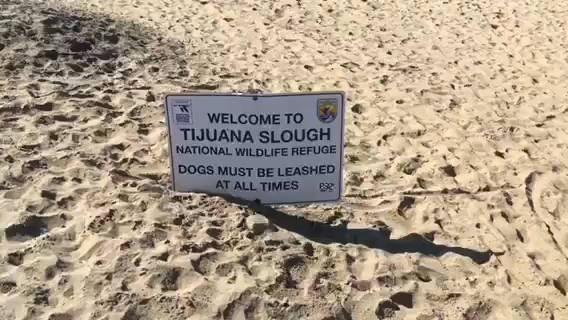 WELCOME TO
TIJUANA SLOUGH
NATIONAL WILDLIFE REFUGE
DOGS MUST BE LEASHED
AT ALL TIMES